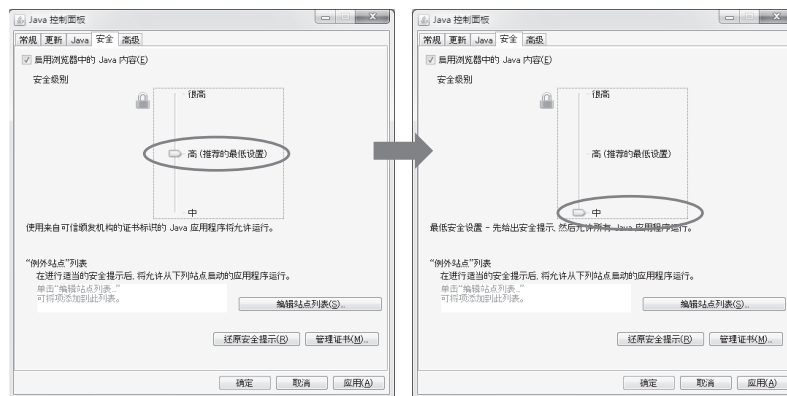 Java 控制面板
常规 更新 Java 安全 高级
启用浏览器中的 Java 内容(E)
安全级别
很高
高 (推荐的最低设置)
中
使用来自可信颁发机构的证书标识的 Java 应用程序将允许运行。
“例外站点”列表
在进行适当的安全提示后, 将允许从下列站点启动的应用程序运行。
单击“编辑站点列表...”
可将项添加到此列表。
编辑站点列表(S)...
还原安全提示(R) 管理证书(M)...
确定 取消 应用(A)
Java 控制面板
常规 更新 Java 安全 高级
启用浏览器中的 Java 内容(E)
安全级别
很高
高 (推荐的最低设置)
中
最低安全设置 - 先给出安全提示, 然后允许所有 Java 应用程序运行。
“例外站点”列表
在进行适当的安全提示后, 将允许从下列站点启动的应用程序运行。
单击“编辑站点列表...”
可将项添加到此列表。
编辑站点列表(S)...
还原安全提示(R) 管理证书(M)...
确定 取消 应用(A)